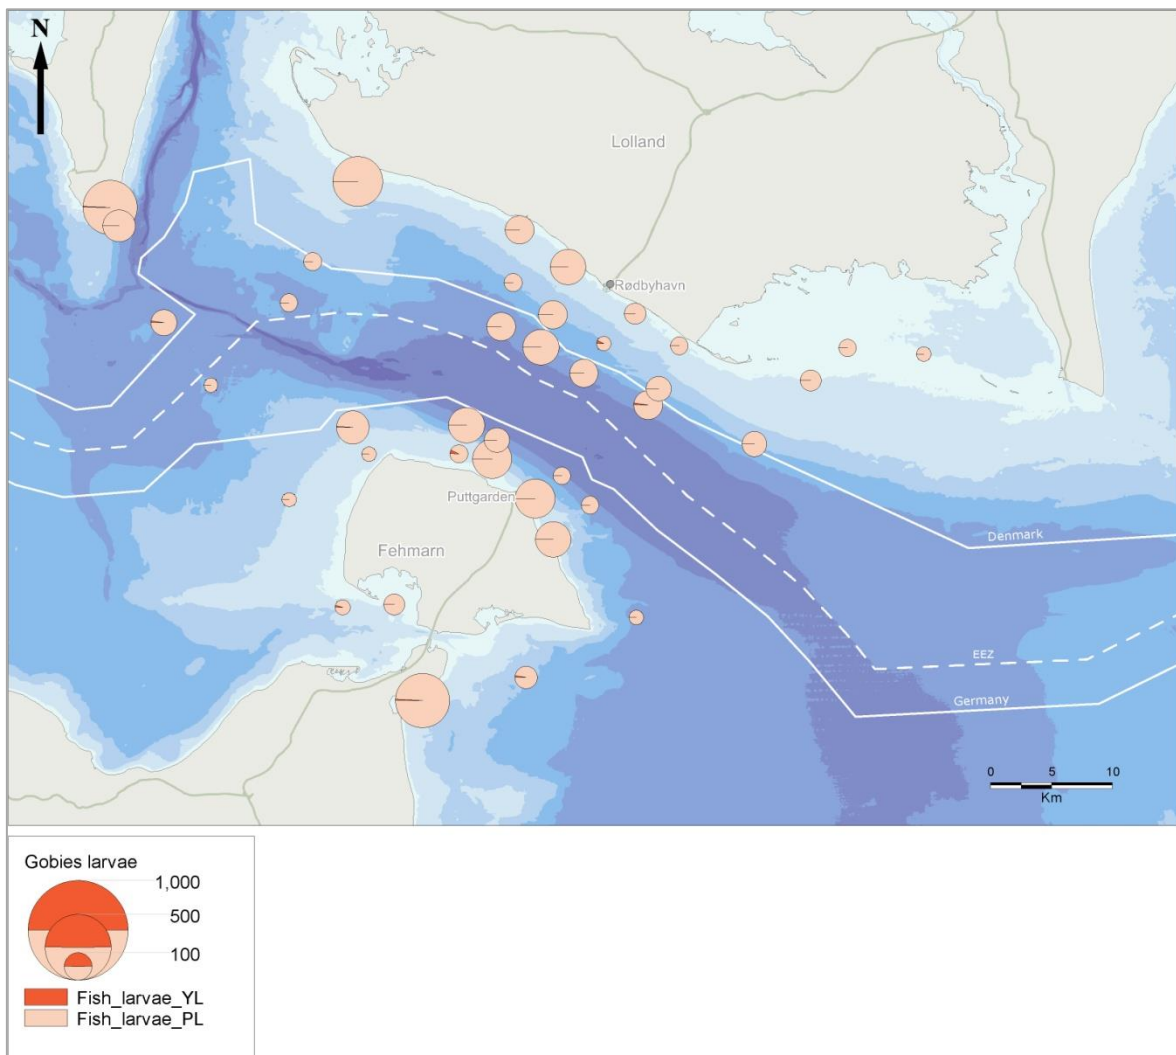 N
Lolland
Rødbyhavn
Puttgarden
Fehmarn
Denmark
EEZ
Germany
0 5 10
Km
Gobies larvae
1,000
500
100
Fish_larvae_YL
Fish_larvae_PL